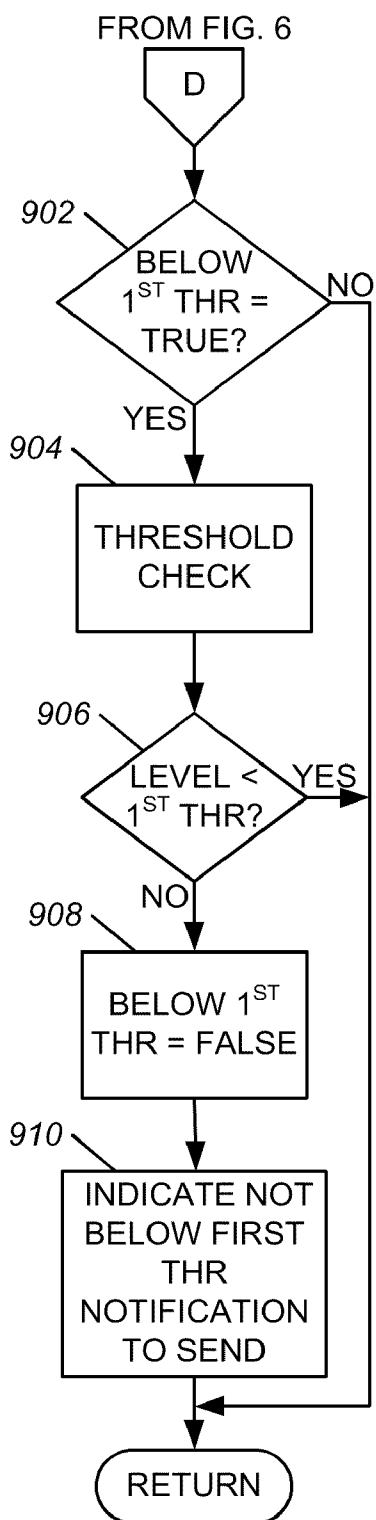 FROM FIG. 6
D
902
BELOW
1ST THR =
TRUE?
NO
YES
904
THRESHOLD
CHECK
906
LEVEL <
1ST THR?
YES
NO
908
BELOW 1ST
THR = FALSE
910
INDICATE NOT
BELOW FIRST
THR
NOTIFICATION
TO SEND
RETURN